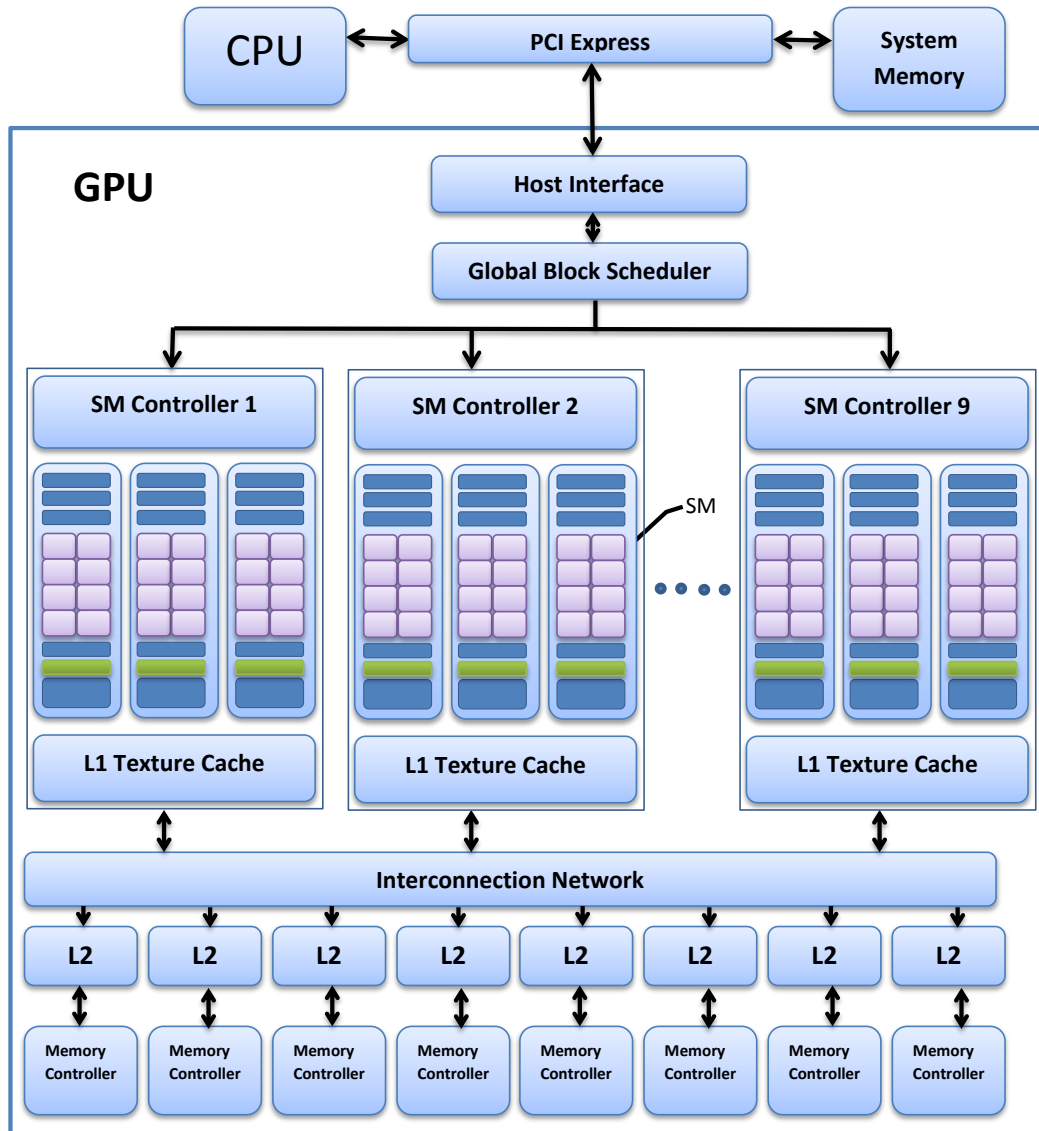 CPU
PCI Express
System
Memory
GPU
Host Interface
Global Block Scheduler
SM Controller 1
SM Controller 2
SM Controller 9
SM
L1 Texture Cache
L1 Texture Cache
L1 Texture Cache
Interconnection Network
L2
L2
L2
L2
L2
L2
L2
L2
Memory
Controller
Memory
Controller
Memory
Controller
Memory
Controller
Memory
Controller
Memory
Controller
Memory
Controller
Memory
Controller